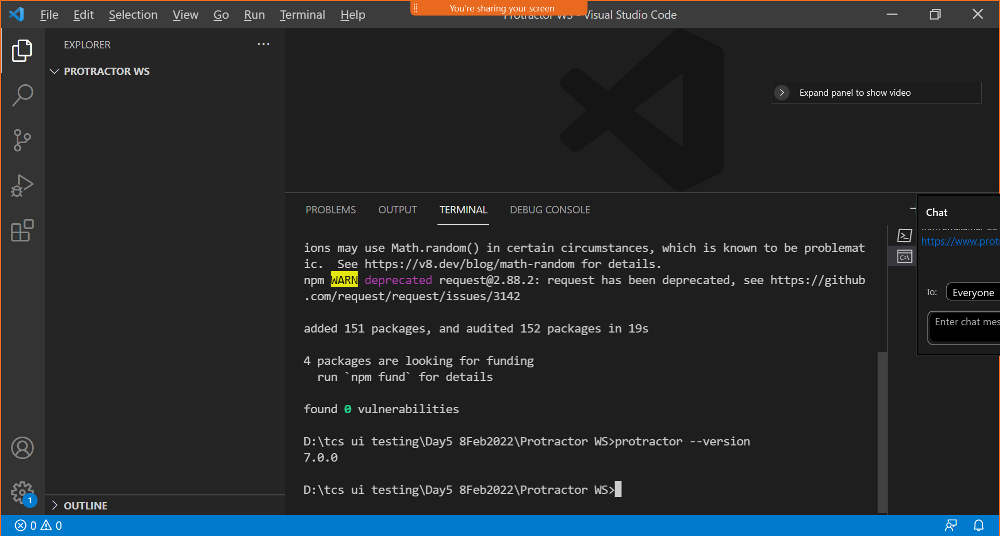 File Edit Selection View Go Run Terminal Help
You're sharing your screen
Visual Studio Code
EXPLORER
PROTRACTOR WS
Expand panel to show video
PROBLEMS OUTPUT TERMINAL DEBUG CONSOLE
ions may use Math.random() in certain circumstances, which is known to be problemat
ic.  See https://v8.dev/blog/math-random for details.
npm WARN deprecated request@2.88.2: request has been deprecated, see https://github
.com/request/request/issues/3142
added 151 packages, and audited 152 packages in 19s
4 packages are looking for funding
run `npm fund` for details
found 0 vulnerabilities
D:\tcs ui testing\Day5 8Feb2022\Protractor WS>protractor --version
7.0.0
D:\tcs ui testing\Day5 8Feb2022\Protractor WS>
Chat
https://www.prot
To: Everyone
Enter chat mes
C:\
1
OUTLINE
0 0